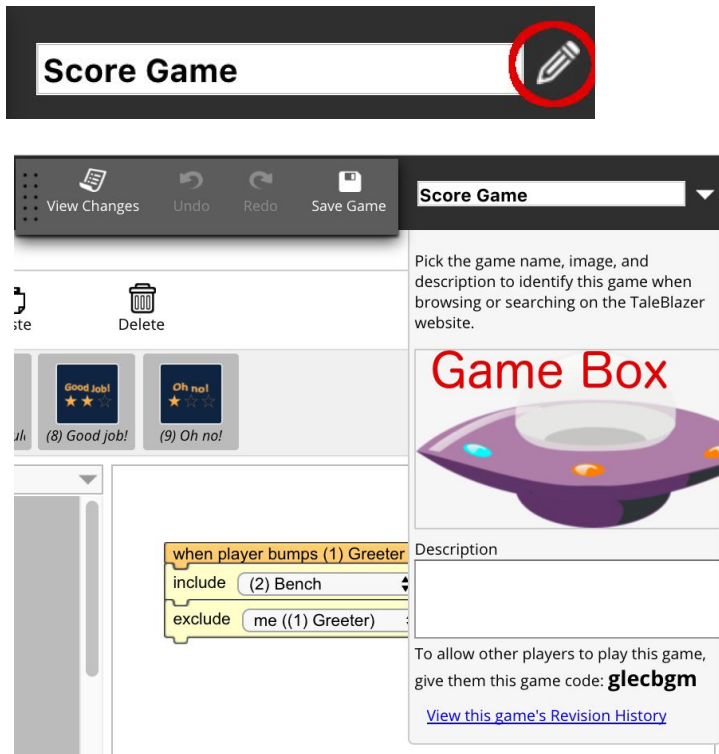 Score Game
View Changes
Undo
Redo
Save Game
Score Game
Pick the game name, image, and
description to identify this game when
browsing or searching on the TaleBlazer
website.
ste
Delete
Game Box
Good Job!
Oh no!
(8) Good job!
(9) Oh no!
when player bumps (1) Greeter
include (2) Bench
exclude me ((1) Greeter)
Description
To allow other players to play this game,
give them this game code: glecbgm
View this game's Revision History